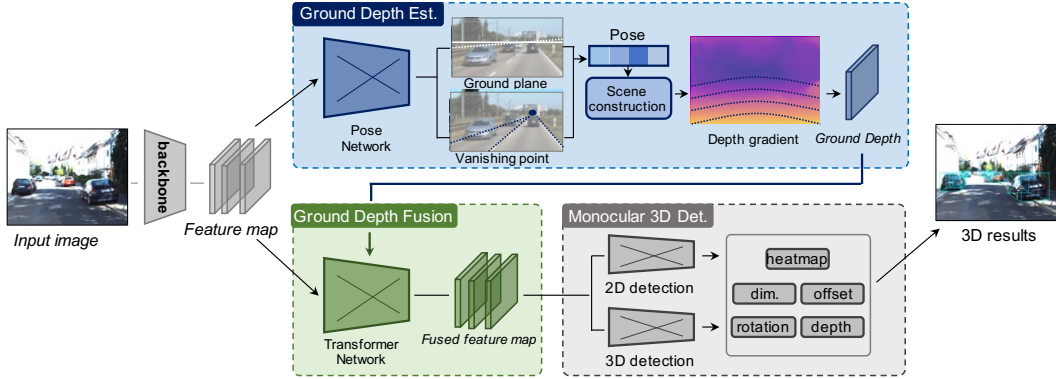 Ground Depth Est.
Pose
Network
Ground plane
Vanishing point
Pose
Scene
construction
Depth gradient
Ground Depth
Input image
backbone
Feature map
Ground Depth Fusion
Transformer
Network
Fused feature map
Monocular 3D Det.
2D detection
3D detection
heatmap
dim.
offset
rotation
depth
3D results